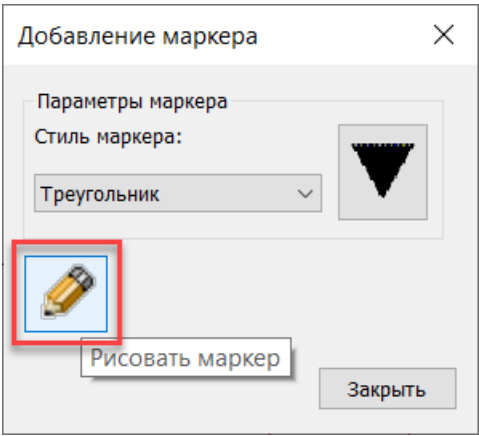 Добавление маркера
Параметры маркера
Стиль маркера:
Треугольник
Рисовать маркер
Закрыть